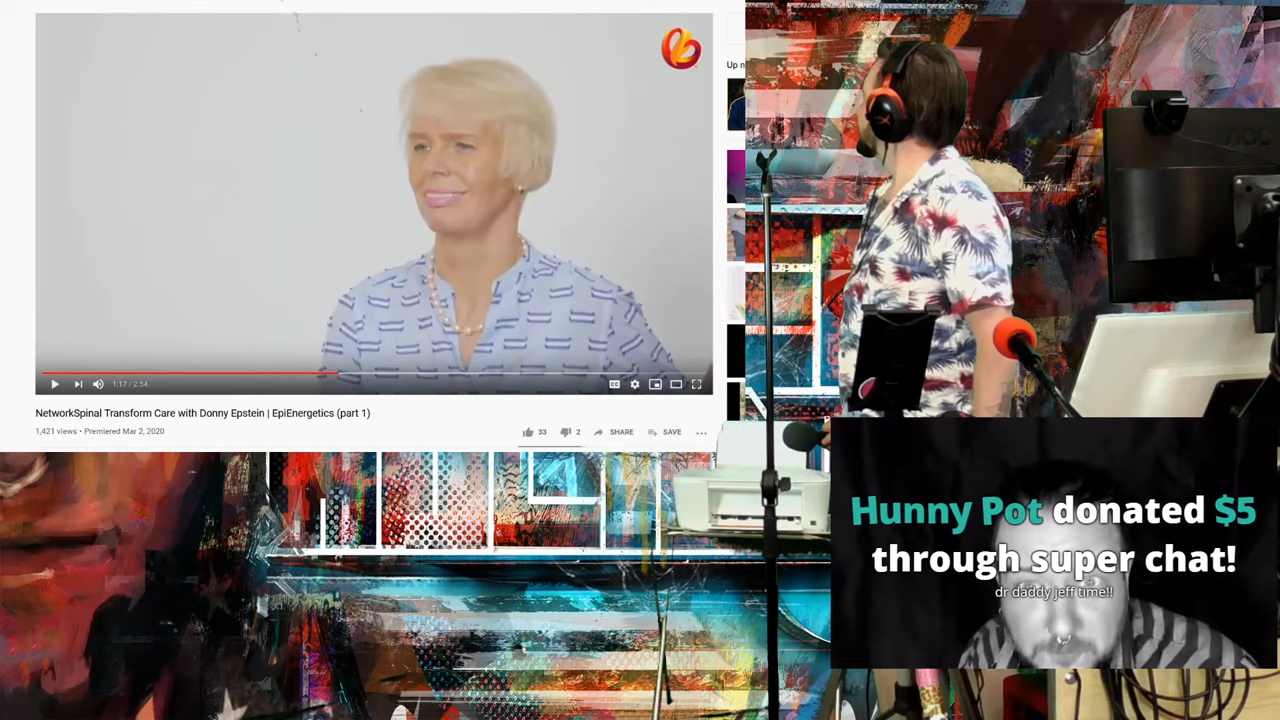 Up n
1:17 / 2:54
NetworkSpinal Transform Care with Donny Epstein | EpiEnergetics (part 1)
1,421 views • Premiered Mar 2, 2020
33
2
SHARE
SAVE
Hunny Pot donated $5
through super chat!
dr daddy jeff time!!